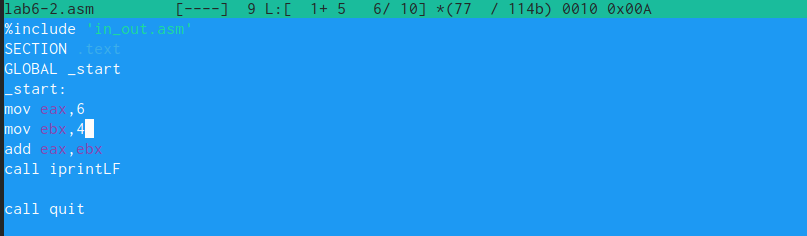 lab6-2.asm [----] 9 L:[ 1+ 5 6/ 10] *(77 / 114b) 0010 0x00A
%include 'in_out.asm'
SECTION .text
GLOBAL _start
_start:
mov eax,6
mov ebx,4
add eax,ebx
call iprintLF
call quit